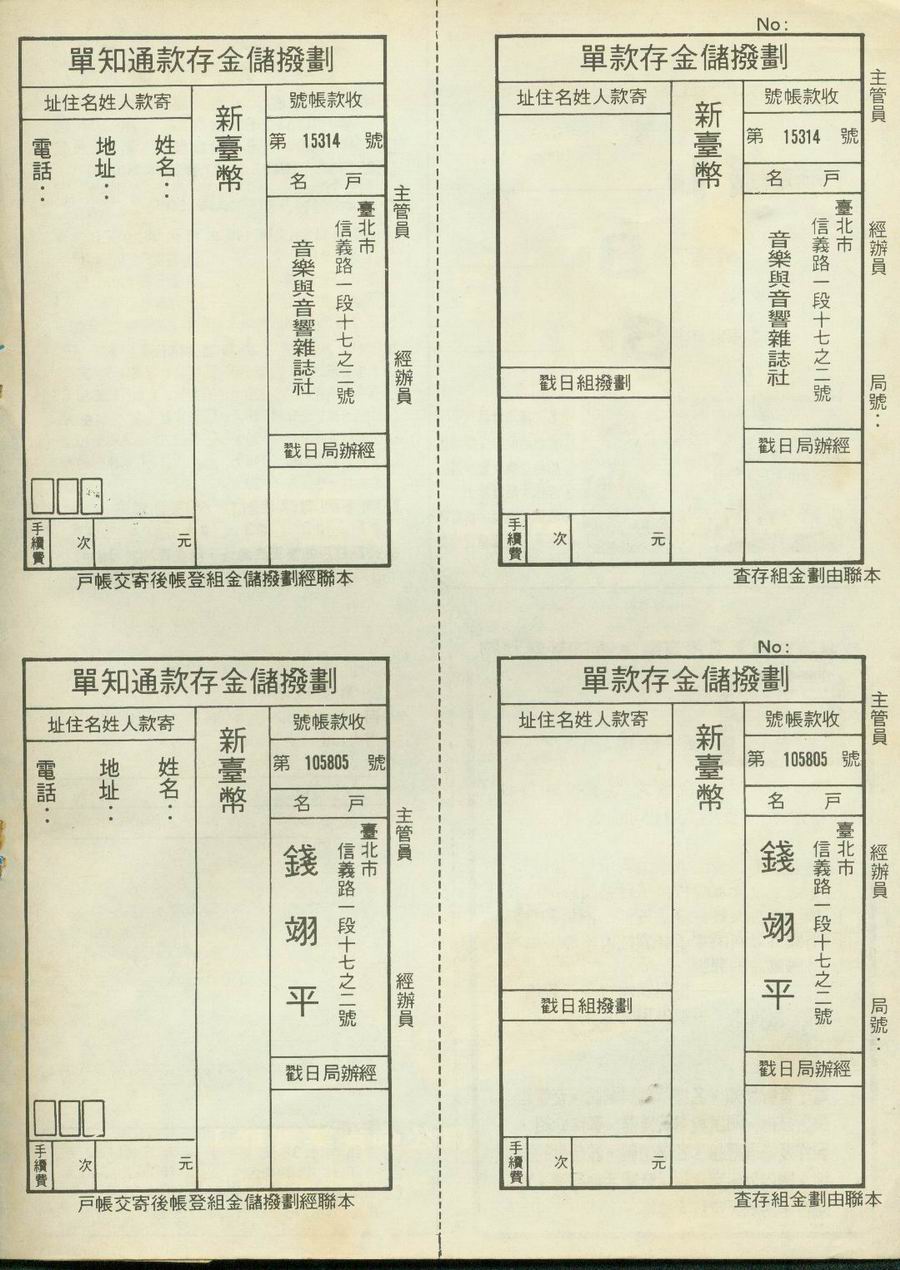 劃撥儲金存款通知單
收款帳號
第 15314 號
戶名
臺北市
信義路一段十七之二號
音樂與音響雜誌社
經辦局日戳
新臺幣
寄款人姓名住址
姓名：
地址：
電話：
手續費
次
元
主管員
經辦員
本聯經劃撥儲金組登帳後寄交帳戶
No:
劃撥儲金存款單
收款帳號
第 15314 號
戶名
臺北市
信義路一段十七之二號
音樂與音響雜誌社
經辦局日戳
新臺幣
寄款人姓名住址
劃撥組日戳
手續費
次
元
主管員
經辦員
局號：
本聯由劃金組存查
劃撥儲金存款通知單
收款帳號
第 105805 號
戶名
臺北市
信義路一段十七之二號
錢翊平
經辦局日戳
新臺幣
寄款人姓名住址
姓名：
地址：
電話：
手續費
次
元
主管員
經辦員
本聯經劃撥儲金組登帳後寄交帳戶
No:
劃撥儲金存款單
收款帳號
第 105805 號
戶名
臺北市
信義路一段十七之二號
錢翊平
經辦局日戳
新臺幣
寄款人姓名住址
劃撥組日戳
手續費
次
元
主管員
經辦員
局號：
本聯由劃金組存查